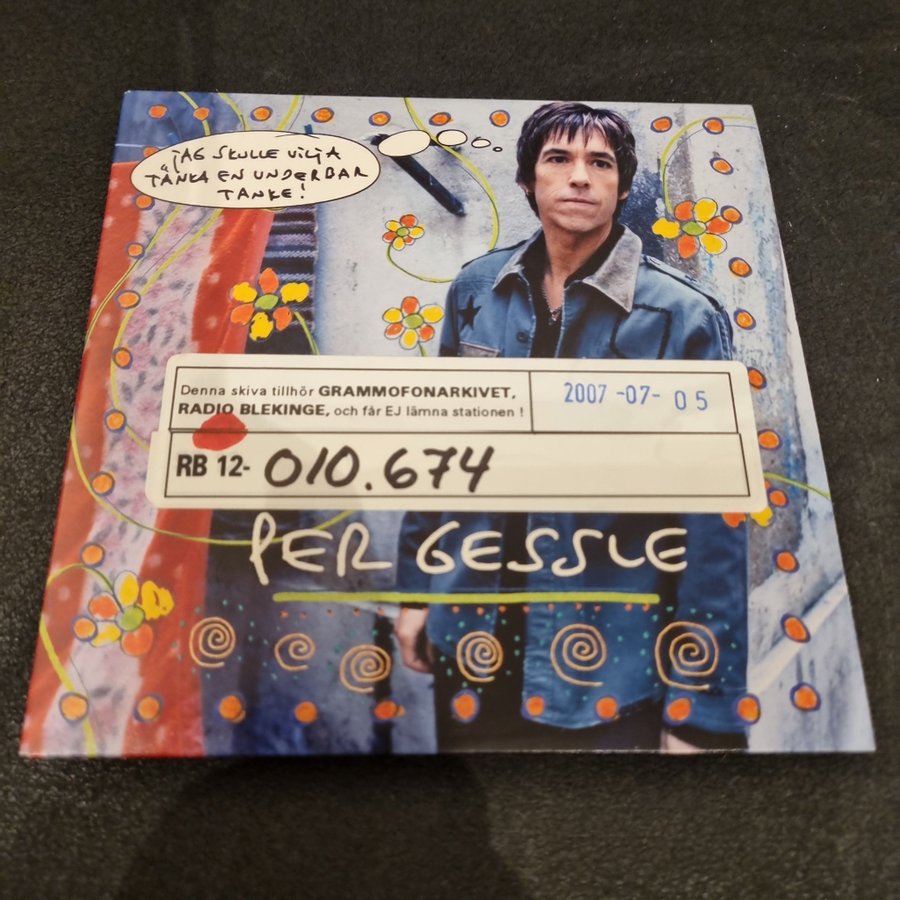 JAG SKULLE VILJA
TÄNKA EN UNDERBAR
TANKE!
Denna skiva tillhör GRAMMOFONARKIVET,
RADIO BLEKINGE, och får EJ lämna stationen!
2007-07-05
RB 12- 010.674
PER GESSLE